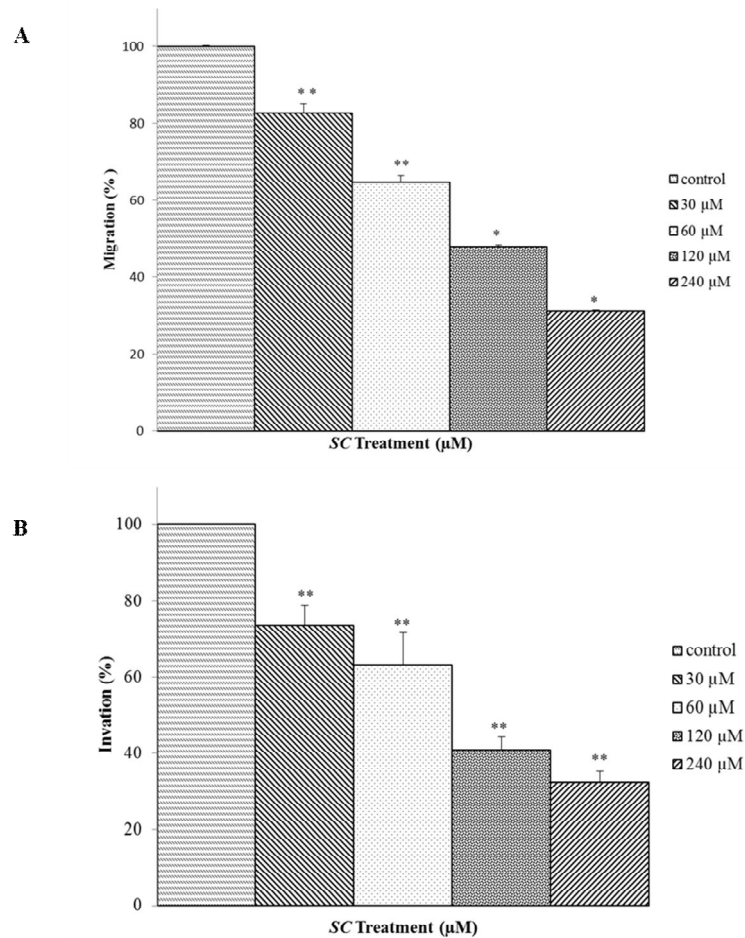 A
100
80
60
40
20
0
Migration (%)
* *
**
*
*
SC Treatment (µM)
control
30 µM
60 µM
120 µM
240 µM
B
100
80
60
40
20
0
Invation (%)
**
**
**
**
SC Treatment (µM)
control
30 µM
60 µM
120 µM
240 µM